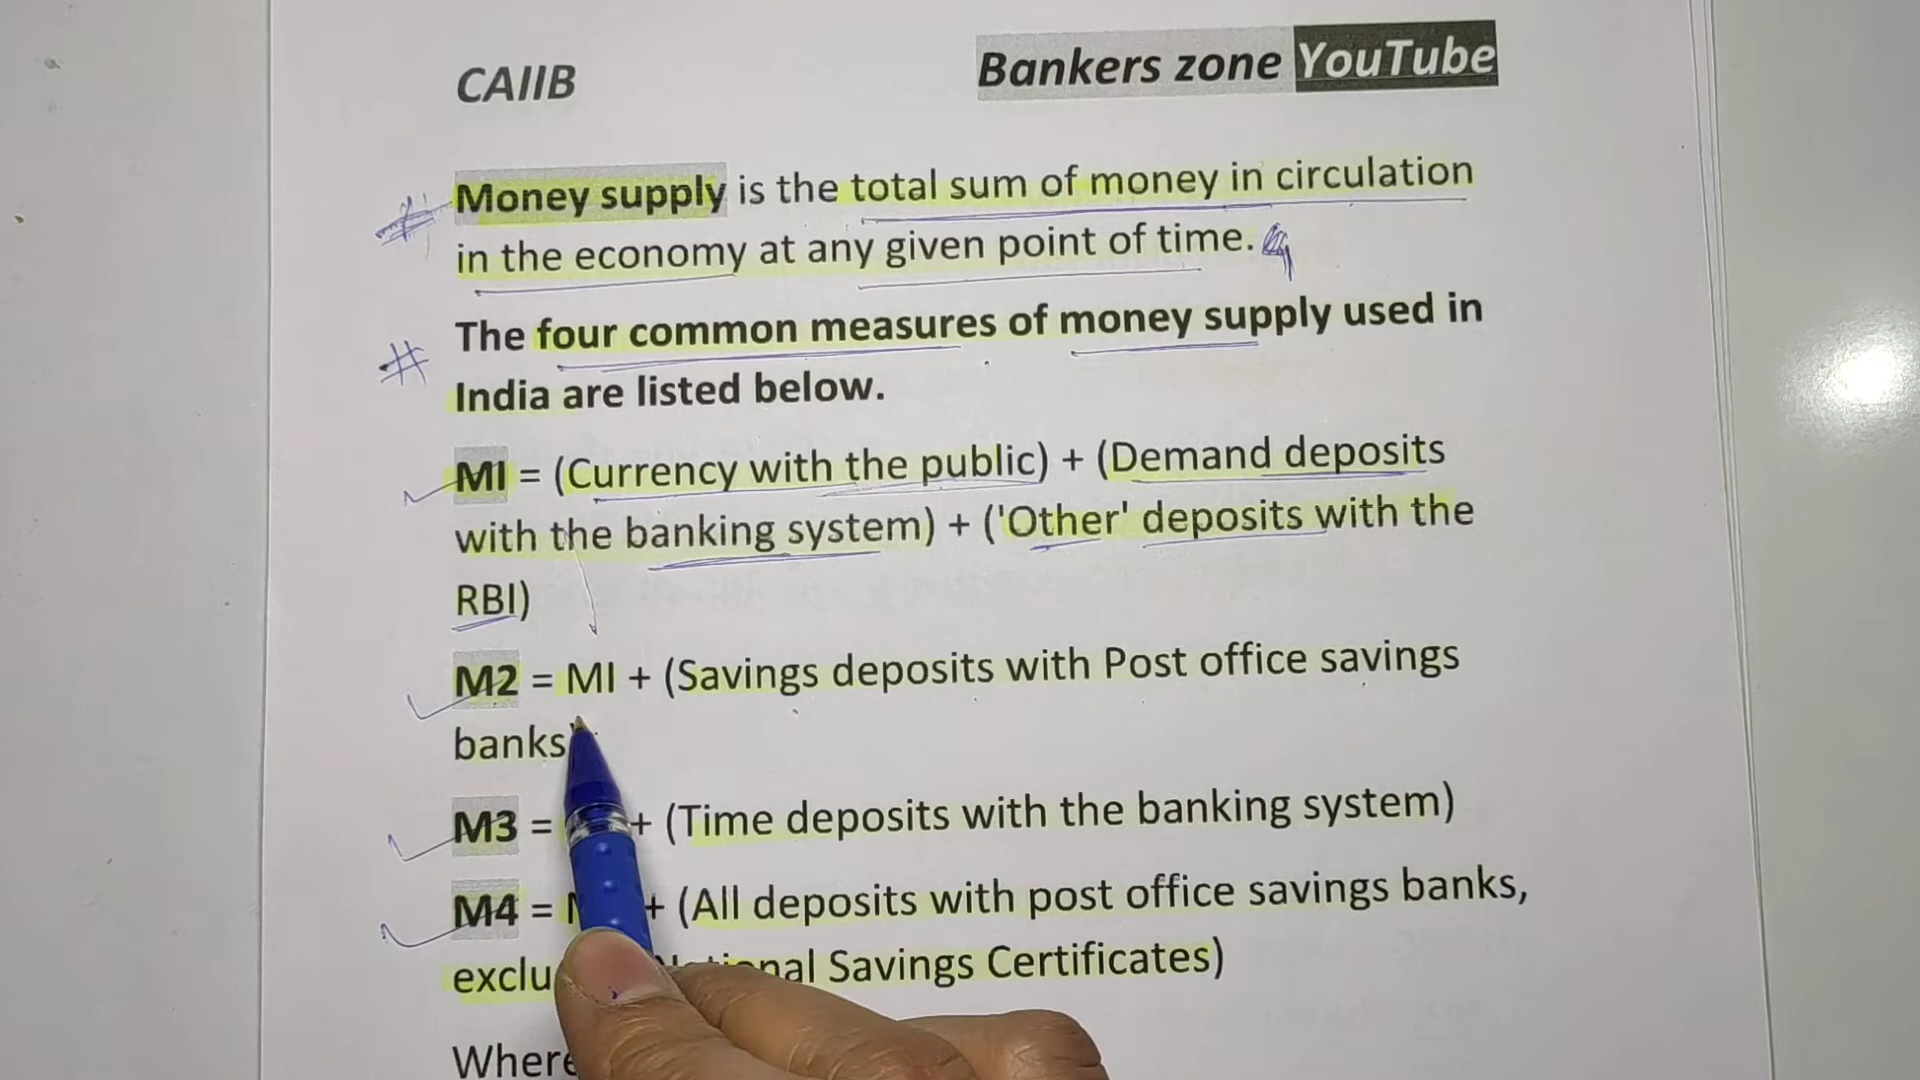 CAIIB
Bankers zone YouTube
Money supply is the total sum of money in circulation
in the economy at any given point of time.
The four common measures of money supply used in
India are listed below.
MI = (Currency with the public) + (Demand deposits
with the banking system) + ('Other' deposits with the
RBI)
M2 = MI + (Savings deposits with Post office savings
banks)
M3 = + (Time deposits with the banking system)
M4 = + (All deposits with post office savings banks,
Savings Certificates)